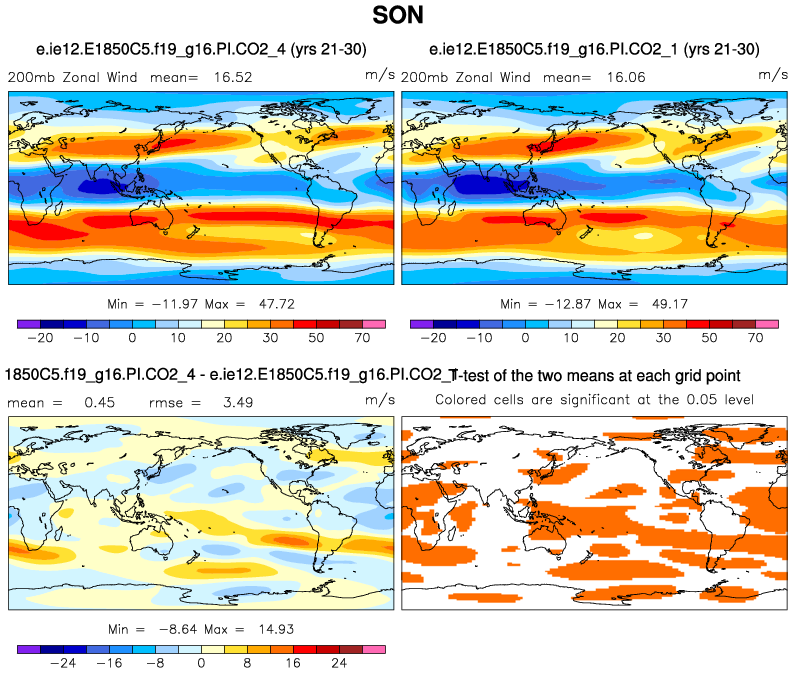 SON
e.ie12.E1850C5.f19_g16.PI.CO2_4 (yrs 21-30)
e.ie12.E1850C5.f19_g16.PI.CO2_1 (yrs 21-30)
200mb Zonal Wind mean= 16.52 m/s
200mb Zonal Wind mean= 16.06 m/s
Min = -11.97 Max = 47.72
Min = -12.87 Max = 49.17
-20 -10 0 10 20 30 50 70
-20 -10 0 10 20 30 50 70
1850C5.f19_g16.PI.CO2_4 - e.ie12.E1850C5.f19_g16.PI.CO2_1
T-test of the two means at each grid point
mean = 0.45 rmse = 3.49 m/s
Colored cells are significant at the 0.05 level
Min = -8.64 Max = 14.93
-24 -16 -8 0 8 16 24